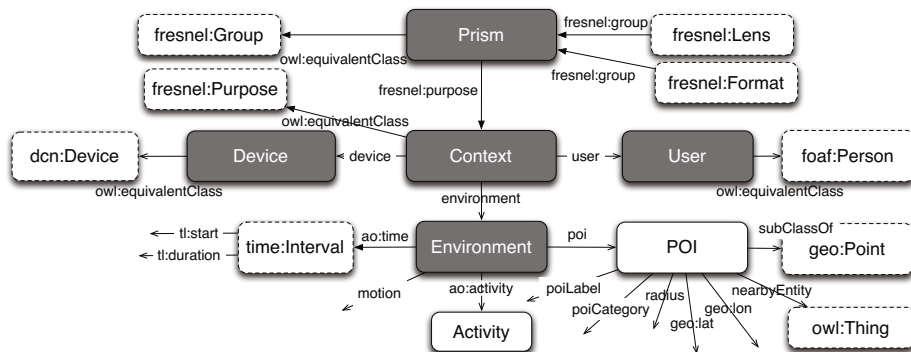 fresnel:Group
Prism
fresnel:group
fresnel:Lens
owl:equivalentClass
fresnel:group
fresnel:Format
fresnel:Purpose
fresnel:purpose
owl:equivalentClass
dcn:Device
Device
device
Context
user
User
foaf:Person
owl:equivalentClass
owl:equivalentClass
environment
tl:start
tl:duration
time:Interval
ao:time
Environment
poi
POI
subClassOf
geo:Point
motion
ao:activity
poiLabel
poiCategory
radius
geo:lat
geo:lon
nearbyEntity
Activity
owl:Thing